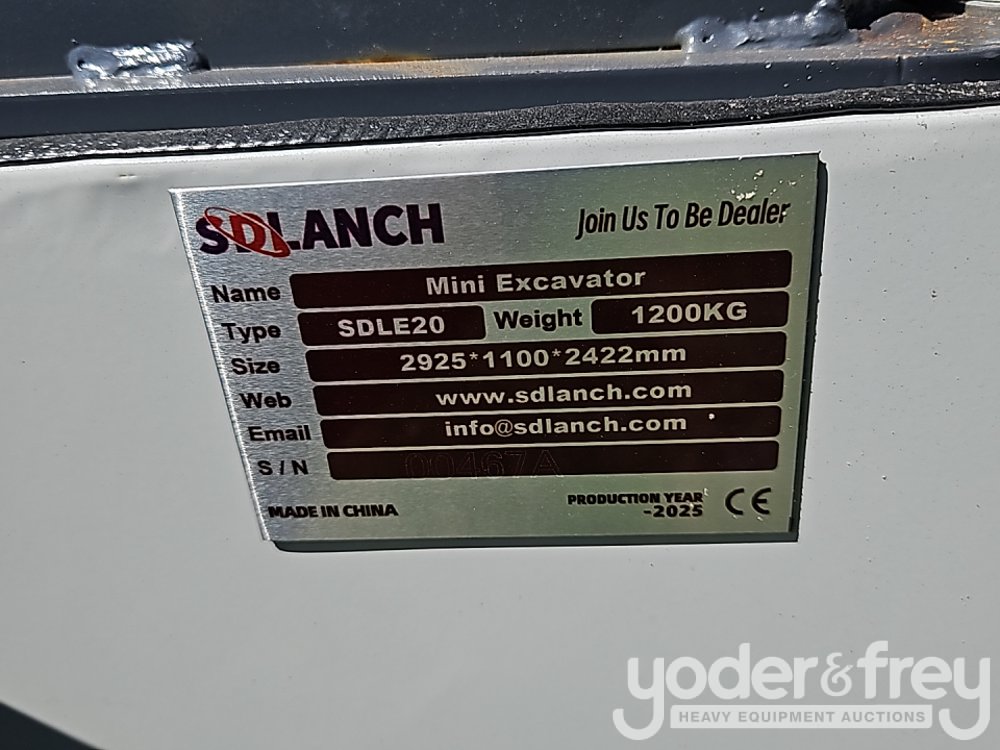 SDLANCH Join Us To Be Dealer
Name Mini Excavator
Type SDLE20 Weight 1200KG
Size 2925*1100*2422mm
Web www.sdlanch.com
Email info@sdlanch.com
S/N 00467A
MADE IN CHINA PRODUCTION YEAR
-2025 CE
yoder&frey
HEAVY EQUIPMENT AUCTIONS